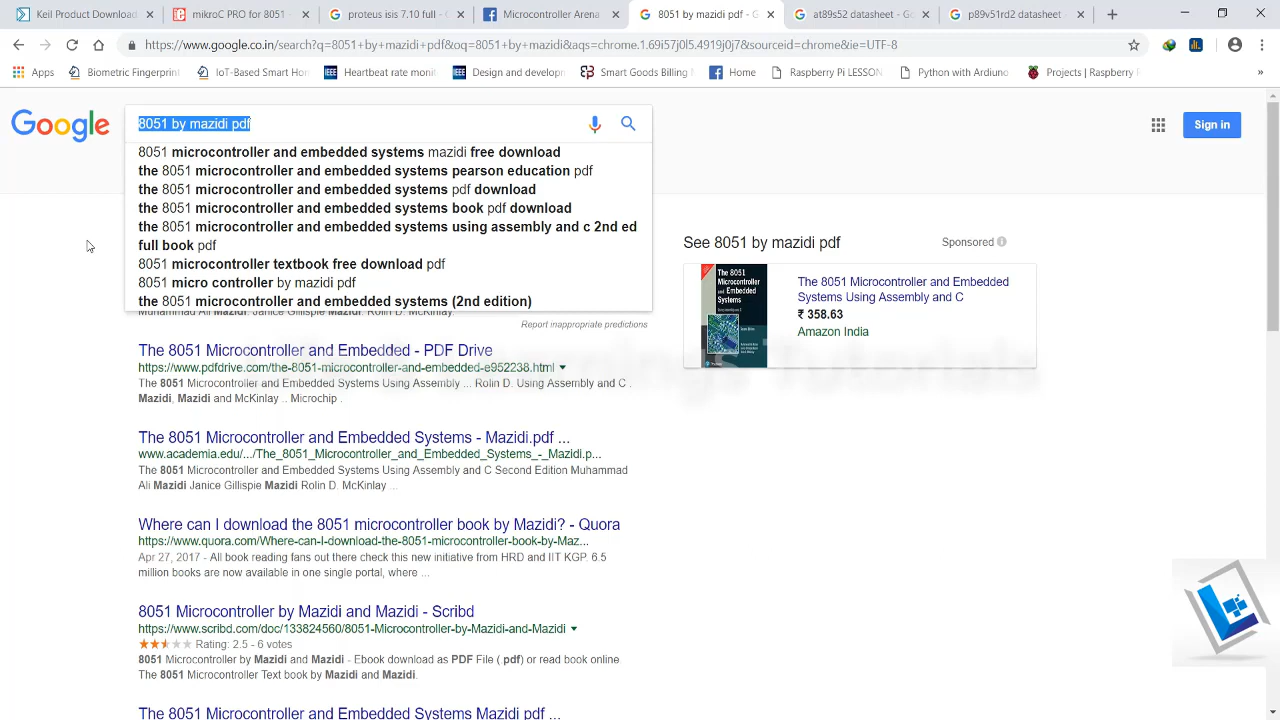 Keil Product Downloads
mikroC PRO for 8051 -
proteus isis 7.10 full - G
Microcontroller Arena
8051 by mazidi pdf - G
at89s52 datasheet - Go
p89v51rd2 datasheet
https://www.google.co.in/search?q=8051+by+mazidi+pdf&oq=8051+by+mazidi&aqs=chrome.1.69i57j0l5.4919j0j7&sourceid=chrome&ie=UTF-8
Apps
Biometric Fingerprint
IoT-Based Smart Hom
Heartbeat rate monit
Design and developm
Smart Goods Billing
Home
Raspberry Pi LESSON
Python with Ardiuno
Projects | Raspberry
Google
8051 by mazidi pdf
Sign in
8051 microcontroller and embedded systems mazidi free download
the 8051 microcontroller and embedded systems pearson education pdf
the 8051 microcontroller and embedded systems pdf download
the 8051 microcontroller and embedded systems book pdf download
the 8051 microcontroller and embedded systems using assembly and c 2nd ed
full book pdf
8051 microcontroller textbook free download pdf
8051 micro controller by mazidi pdf
the 8051 microcontroller and embedded systems (2nd edition)
Muhammad Ali Mazidi. Janice Gillispie Mazidi. Rolin D. McKinlay.
Report inappropriate predictions
See 8051 by mazidi pdf
Sponsored
The 8051
Microcontroller
and Embedded
Systems
The 8051 Microcontroller and Embedded
Systems Using Assembly and C
₹ 358.63
Amazon India
The 8051 Microcontroller and Embedded - PDF Drive
https://www.pdfdrive.com/the-8051-microcontroller-and-embedded-e952238.html
The 8051 Microcontroller and Embedded Systems Using Assembly ... Rolin D. Using Assembly and C .
Mazidi, Mazidi and McKinlay .. Microchip .
The 8051 Microcontroller and Embedded Systems - Mazidi.pdf ...
www.academia.edu/.../The_8051_Microcontroller_and_Embedded_Systems_-_Mazidi.p...
The 8051 Microcontroller and Embedded Systems Using Assembly and C Second Edition Muhammad
Ali Mazidi Janice Gillispie Mazidi Rolin D. McKinlay ...
Where can I download the 8051 microcontroller book by Mazidi? - Quora
https://www.quora.com/Where-can-I-download-the-8051-microcontroller-book-by-Maz...
Apr 27, 2017 - All book reading fans out there check this new initiative from HRD and IIT KGP. 6.5
million books are now available in one single portal, where ...
8051 Microcontroller by Mazidi and Mazidi - Scribd
https://www.scribd.com/doc/133824560/8051-Microcontroller-by-Mazidi-and-Mazidi
Rating: 2.5 - 6 votes
8051 Microcontroller by Mazidi and Mazidi - Ebook download as PDF File (.pdf) or read book online
The 8051 Microcontroller Text book by Mazidi and Mazidi.
The 8051 Microcontroller and Embedded Systems Mazidi pdf ...